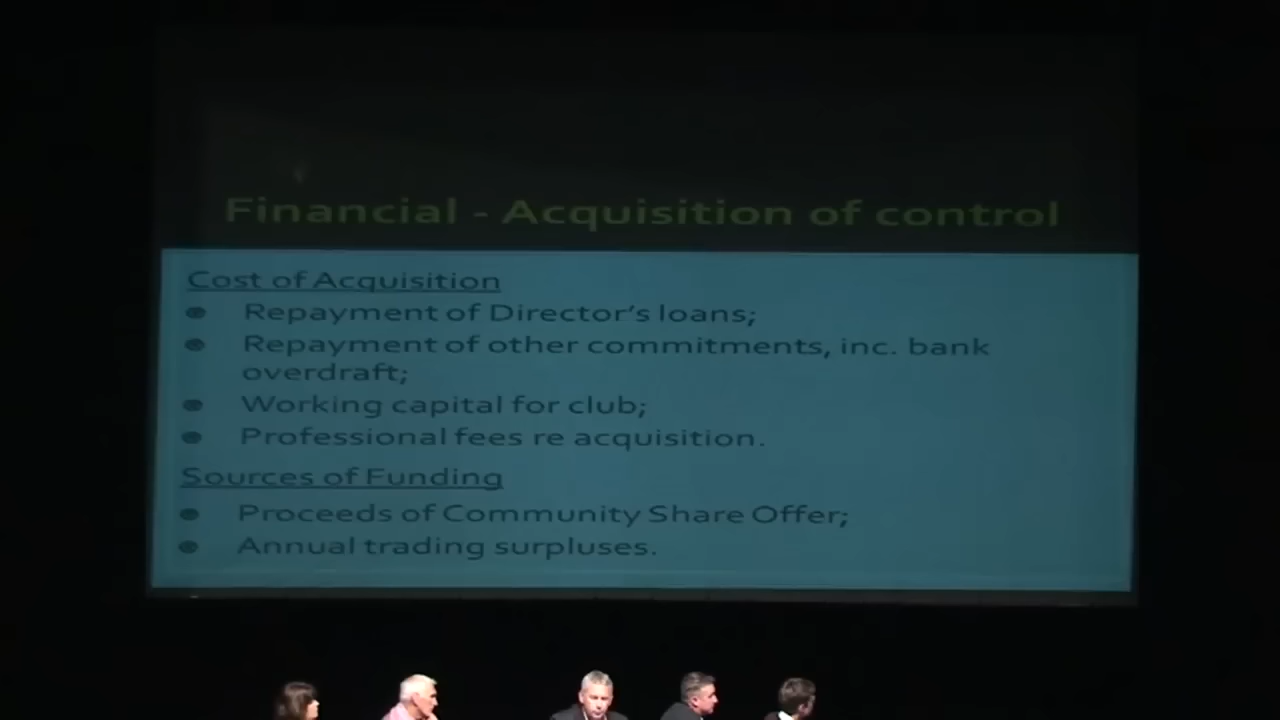 Financial - Acquisition of control
Cost of Acquisition
Repayment of Director's loans;
Repayment of other commitments, inc. bank
overdraft;
Working capital for club;
Professional fees re acquisition.
Sources of Funding
Proceeds of Community Share Offer;
Annual trading surpluses.